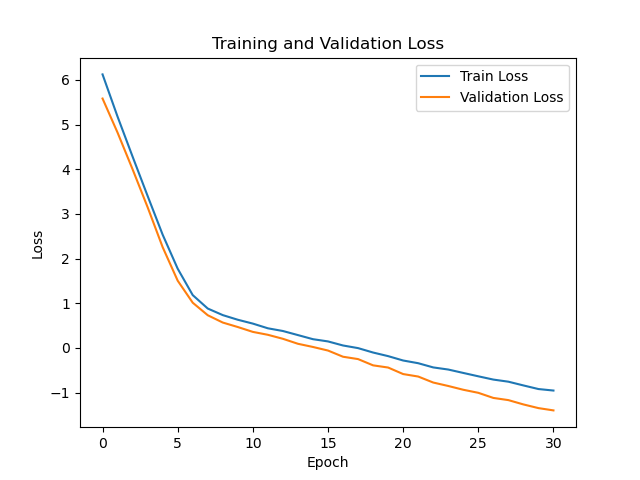 Training and Validation Loss
Train Loss
Validation Loss
6
5
4
3
2
1
0
−1
Loss
0 5 10 15 20 25 30
Epoch